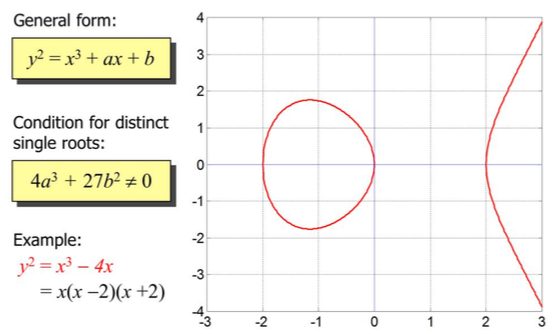 General form:
y² = x³ + ax + b
Condition for distinct
single roots:
4a³ + 27b² ≠ 0
Example:
y² = x³ – 4x
= x(x –2)(x +2)
4
3
2
1
0
-1
-2
-3
-4
-3 -2 -1 0 1 2 3